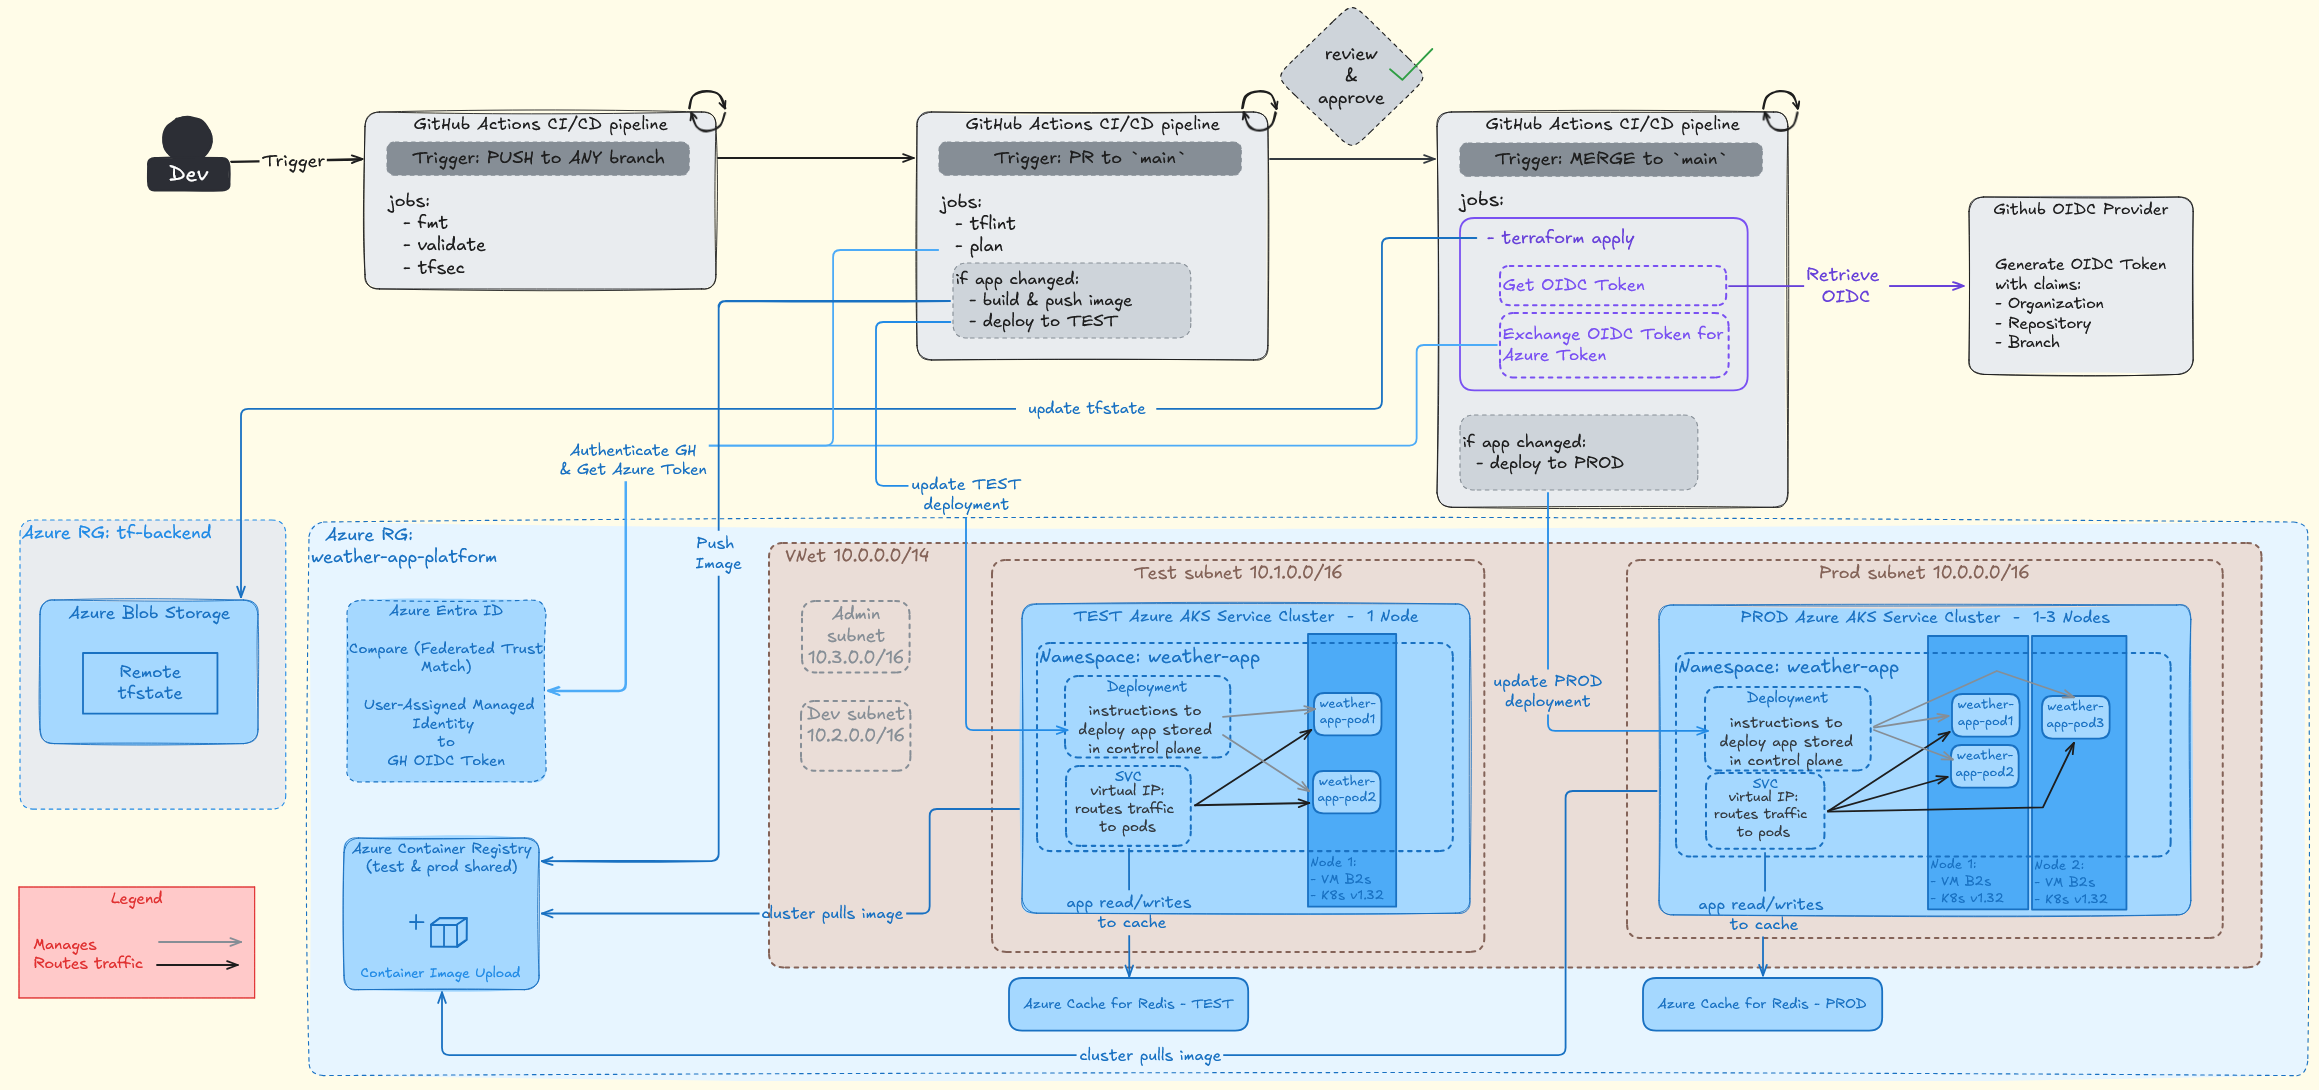 review
&
approve
Dev
Trigger
GitHub Actions CI/CD pipeline
Trigger: PUSH to ANY branch
jobs:
- fmt
- validate
- tfsec
GitHub Actions CI/CD pipeline
Trigger: PR to `main`
jobs:
- tflint
- plan
if app changed:
- build & push image
- deploy to TEST
GitHub Actions CI/CD pipeline
Trigger: MERGE to `main`
jobs:
- terraform apply
Get OIDC Token
Exchange OIDC Token for
Azure Token
if app changed:
- deploy to PROD
Retrieve
OIDC
Github OIDC Provider
Generate OIDC Token
with claims:
- Organization
- Repository
- Branch
update tfstate
Authenticate GH
& Get Azure Token
update TEST
deployment
Push
Image
update PROD
deployment
Azure RG: tf-backend
Azure Blob Storage
Remote
tfstate
Legend
Manages
Routes traffic
Azure RG:
weather-app-platform
Azure Entra ID
Compare (Federated Trust
Match)
User-Assigned Managed
Identity
to
GH OIDC Token
Azure Container Registry
(test & prod shared)
Container Image Upload
VNet 10.0.0.0/14
Admin
subnet
10.3.0.0/16
Dev subnet
10.2.0.0/16
cluster pulls image
Test subnet 10.1.0.0/16
TEST Azure AKS Service Cluster - 1 Node
Namespace: weather-app
Deployment
instructions to
deploy app stored
in control plane
SVC
virtual IP:
routes traffic
to pods
weather-
app-pod1
weather-
app-pod2
Node 1:
- VM B2s
- K8s v1.32
app read/writes
to cache
Azure Cache for Redis - TEST
Prod subnet 10.0.0.0/16
PROD Azure AKS Service Cluster - 1-3 Nodes
Namespace: weather-app
Deployment
instructions to
deploy app stored
in control plane
SVC
virtual IP:
routes traffic
to pods
weather-
app-pod1
weather-
app-pod2
weather-
app-pod3
Node 1:
- VM B2s
- K8s v1.32
Node 2:
- VM B2s
- K8s v1.32
app read/writes
to cache
Azure Cache for Redis - PROD
cluster pulls image